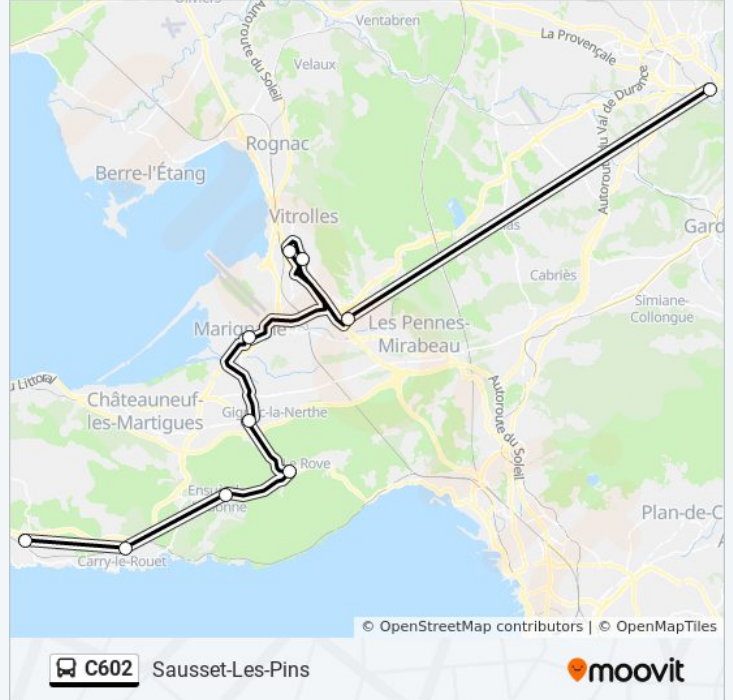 Ventabren
La Provençale
Autoroute du Soleil
Velaux
Autoroute du Val de Durance
Rognac
Berre-l'Étang
Vitrolles
Gard
Cabriès
Simiane-
Collongue
Les Pennes-
Mirabeau
Littoral
Châteauneuf-
les-Martigues
Autoroute du Soleil
Le Rove
Plan-de-C
Carry-le-Rouet
© OpenStreetMap contributors | © OpenMapTiles
C602 Sausset-Les-Pins
moovit